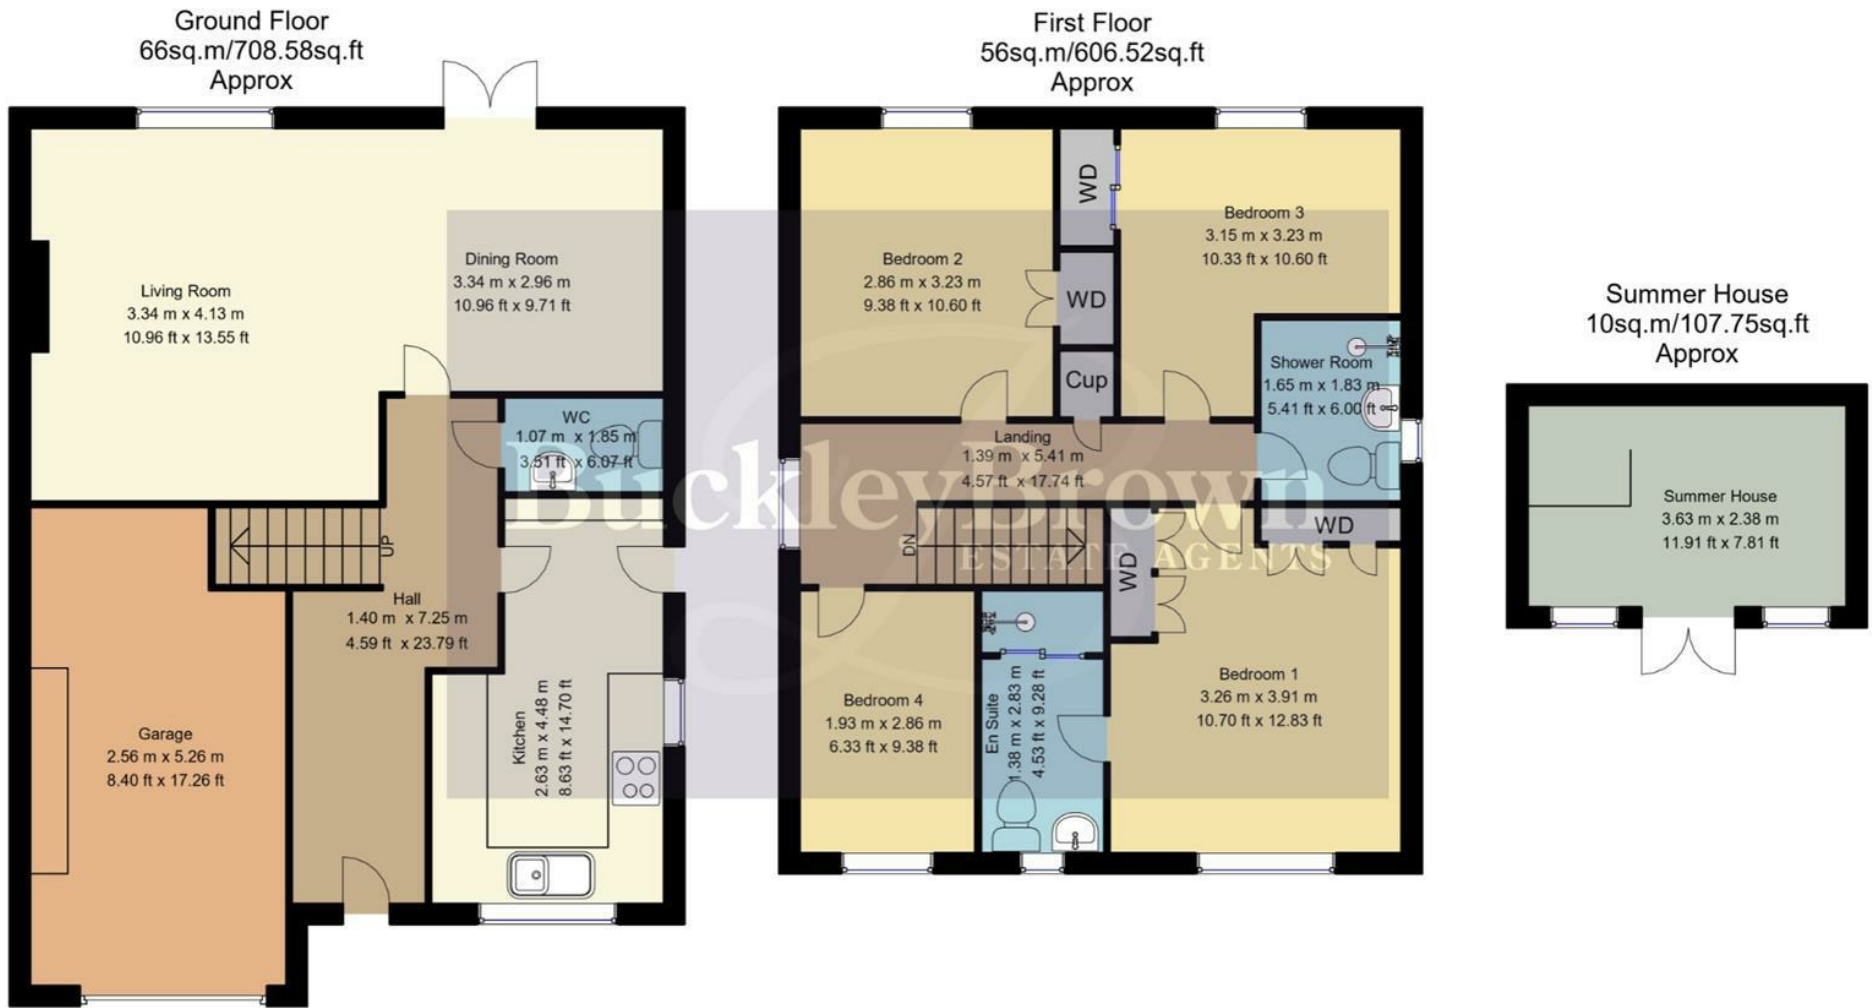 Ground Floor
66sq.m/708.58sq.ft
Approx
Living Room
3.34 m x 4.13 m
10.96 ft x 13.55 ft
Dining Room
3.34 m x 2.96 m
10.96 ft x 9.71 ft
WC
1.07 m x 1.85 m
3.51 ft x 6.07 ft
UP
Hall
1.40 m x 7.25 m
4.59 ft x 23.79 ft
Kitchen
2.63 m x 4.48 m
8.63 ft x 14.70 ft
Garage
2.56 m x 5.26 m
8.40 ft x 17.26 ft
First Floor
56sq.m/606.52sq.ft
Approx
Bedroom 2
2.86 m x 3.23 m
9.38 ft x 10.60 ft
WD
WD
Cup
Bedroom 3
3.15 m x 3.23 m
10.33 ft x 10.60 ft
Shower Room
1.65 m x 1.83 m
5.41 ft x 6.00 ft
Landing
1.39 m x 5.41 m
4.57 ft x 17.74 ft
DN
WD
WD
Bedroom 4
1.93 m x 2.86 m
6.33 ft x 9.38 ft
En Suite
1.38 m x 2.83 m
4.53 ft x 9.28 ft
Bedroom 1
3.26 m x 3.91 m
10.70 ft x 12.83 ft
Summer House
10sq.m/107.75sq.ft
Approx
Summer House
3.63 m x 2.38 m
11.91 ft x 7.81 ft
BuckleyBrown
ESTATE AGENTS